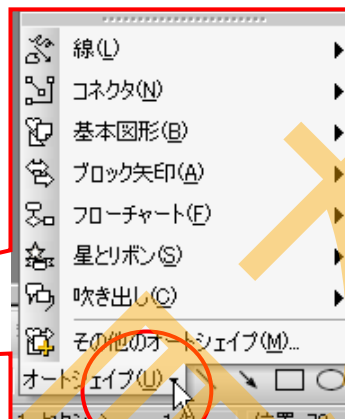 線(L)
コネクタ(N)
基本図形(B)
ブロック矢印(A)
フローチャート(F)
星とリボン(S)
吹き出し(C)
その他のオートシェイプ(M)...
オートシェイプ(U)